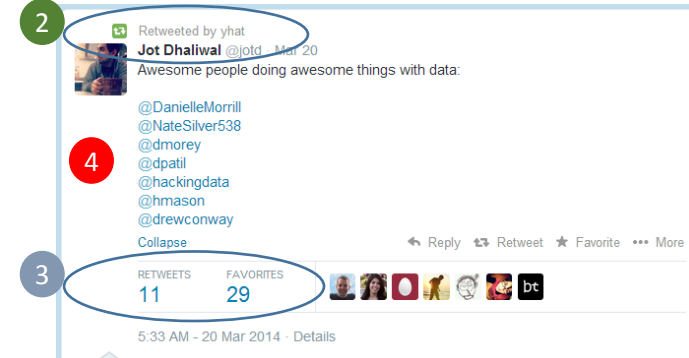 2
Retweeted by yhat
Jot Dhaliwal @jotd · Mar 20
Awesome people doing awesome things with data:
@DanielleMorrill
@NateSilver538
@dmorey
4
@dpatil
@hackingdata
@hmason
@drewconway
Collapse Reply Retweet Favorite More
3
RETWEETS FAVORITES
11 29 bt
5:33 AM - 20 Mar 2014 · Details